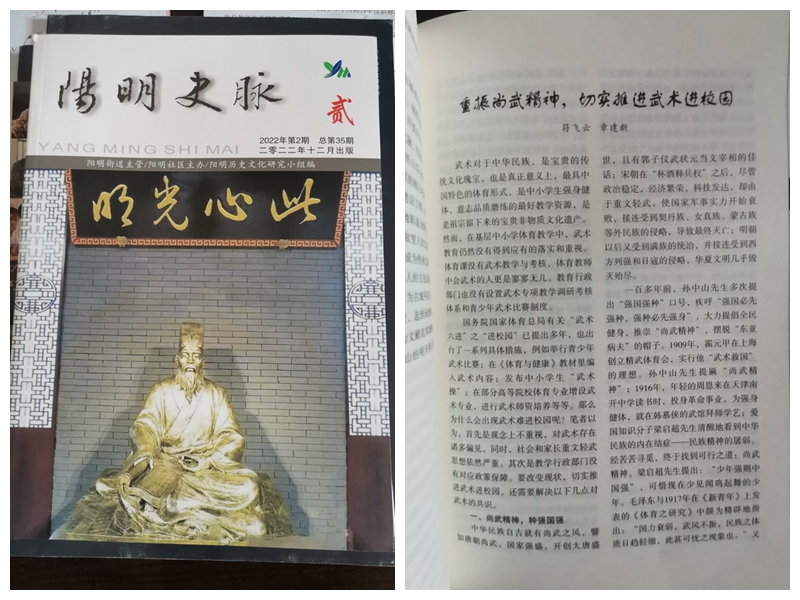 陽明史脉
贰
2022年第2期 总第35期
二〇二二年十二月出版
YANG MING SHI MAI
阳明街道主管/阳明社区主办/阳明历史文化研究小组编
此心光明
重振尚武精神，切实推进武术进校园
符飞云 章建新
武术对于中华民族，是宝贵的传
统文化瑰宝，也是真正意义上，最具中
国特色的体育形式，是中小学生强身健
体、意志品质磨练的最好教学资源，是
老祖宗留下来的宝贵非物质文化遗产。
然而，在基层中小学体育教学中，武术
教育仍然没有得到应有的落实和重视。
体育课没有武术教学与考核，体育教师
中会武术的人更是寥寥无几。教育行政
部门也没有设置武术专项教学调研考核
体系和青少年武术比赛制度。
国务院国家体育总局有关“武术
六进”之“进校园”已提出多年，也出
台了一系列具体措施，例如举行青少年
武术比赛；在《体育与健康》教材里编
入武术内容；发布中小学生“武术
操”；在部分高等院校体育专业增设武
术专业，进行武术师资培养等等。那么
为什么会出现武术难进校园呢？笔者以
为，首先是观念上不重视，对武术存在
诸多偏见，同时，社会和家长重文轻武
思想依然严重。其次是教学行政部门没
有对应政策保障。要改变现状，切实推
进武术进校园，还需要解决以下几点对
武术的共识。
一、尚武精神，种强国强
中华民族自古就有尚武之风，譬
如唐朝尚武，国家强盛，开创大唐盛
世，且有郭子仪武状元当文宰相的佳
话；宋朝在“杯酒释兵权”之后，尽管
政治稳定，经济繁荣，科技发达，却由
于重文轻武，使国家军事实力开始衰
败，接连受到契丹族、女真族、蒙古族
等外民族的侵略，导致最终灭亡；明朝
以后又受到满族的统治，并接连受到西
方列强和日寇的侵略，华夏文明几乎毁
灭殆尽。
一百多年前，孙中山先生多次提
出“强国强种”口号，疾呼“强国必先
强种，强种必先强身”，大力提倡全民
健身，推崇“尚武精神”，摆脱“东亚
病夫”的帽子。1909年，霍元甲在上海
创立精武体育会，实行他“武术救国”
的理想。孙中山先生提匾“尚武精
神”；1916年，年轻的周恩来在天津南
开中学读书时，投身革命事业，为强身
健体，就在韩慕侠的武馆拜师学艺；爱
国知识分子梁启超先生清醒地看到中华
民族的内在结症——民族精神的孱弱。
经苦苦寻觅，终于找到可行之道：尚武
精神。梁启超先生提出：“少年强则中
国强”，可惜现在少见闻鸡起舞的少
年。毛泽东与1917年在《新青年》上发
表的《体育之研究》中颇为精辟地指
出：“国力衰弱，武风不振，民族之体
质日趋轻细，此甚可忧之现象也。”又